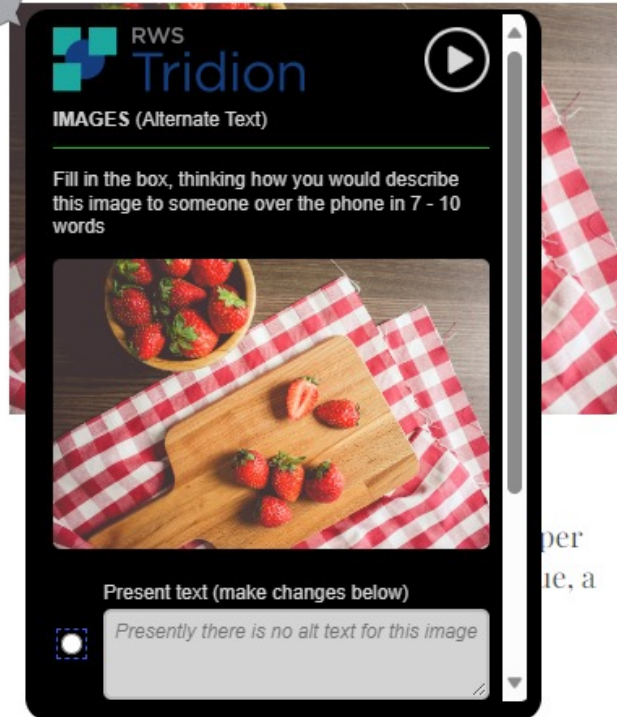 RWS
Tridion
IMAGES (Alternate Text)
Fill in the box, thinking how you would describe
this image to someone over the phone in 7 - 10
words
per
ue, a
Present text (make changes below)
Presently there is no alt text for this image